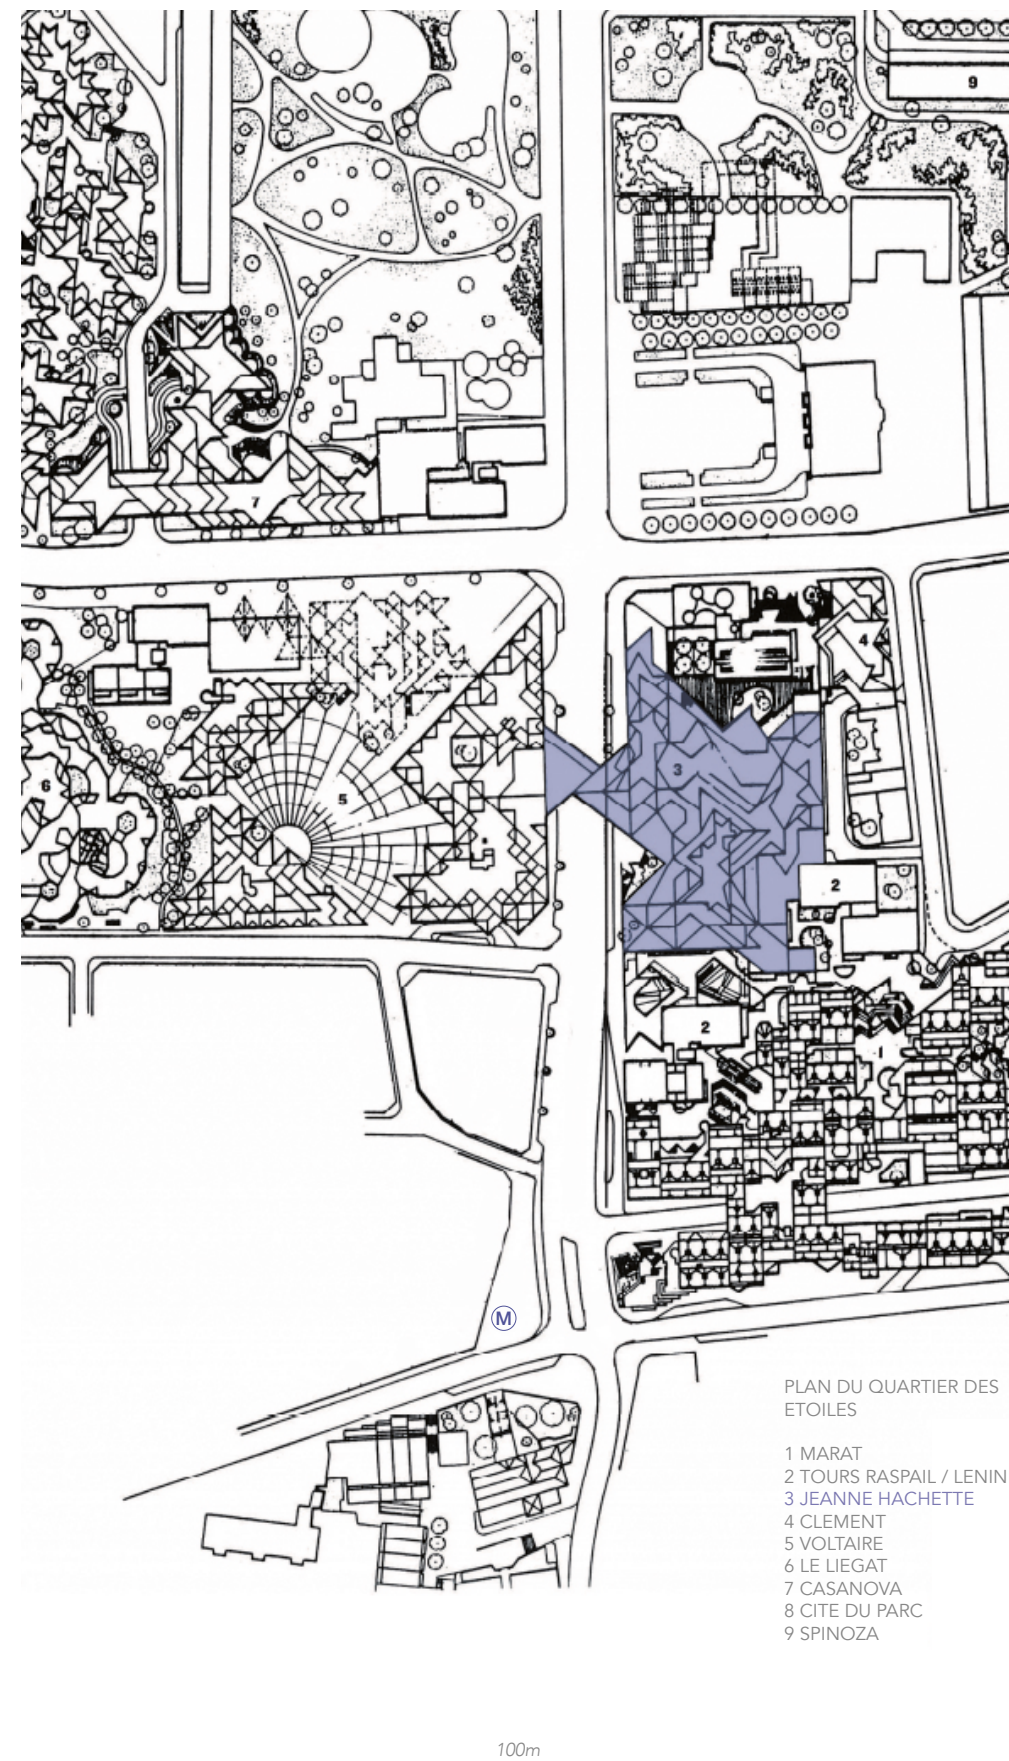 9
7
4
3
5
6
2
2
1
M
PLAN DU QUARTIER DES
ETOILES
1 MARAT
2 TOURS RASPAIL / LENIN
3 JEANNE HACHETTE
4 CLEMENT
5 VOLTAIRE
6 LE LIEGAT
7 CASANOVA
8 CITE DU PARC
9 SPINOZA
100m